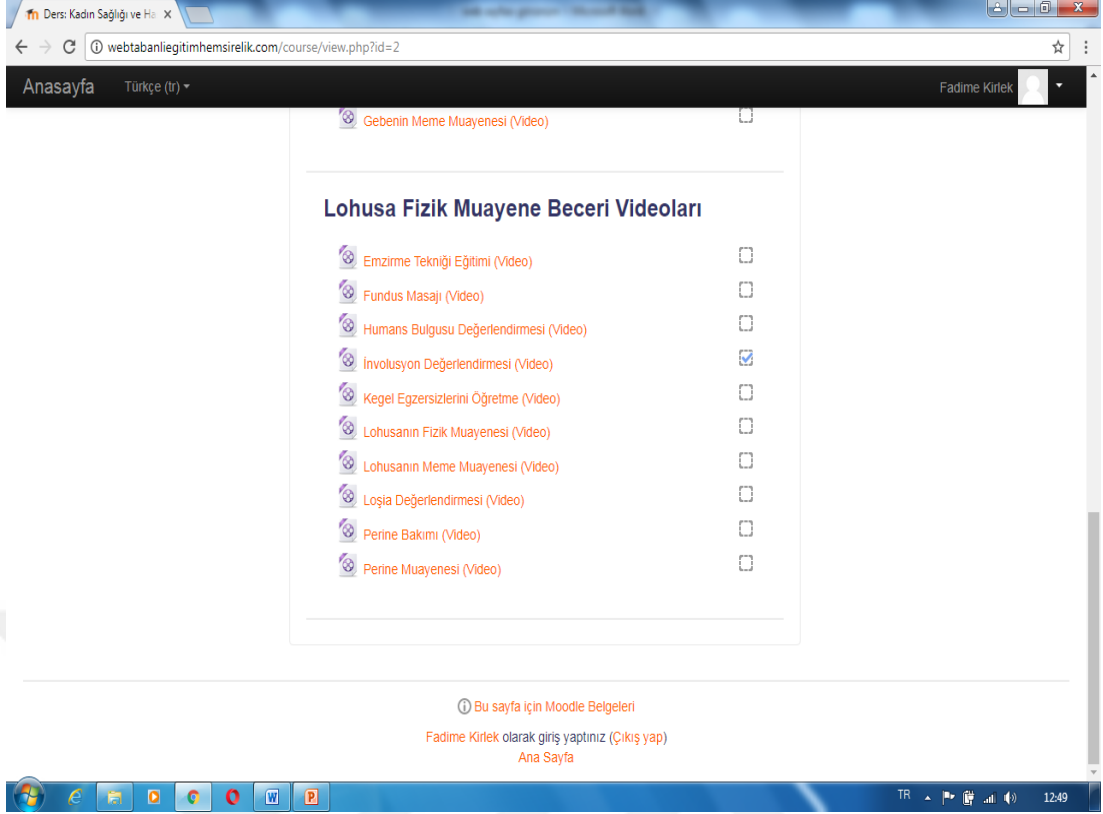 Ders: Kadın Sağlığı ve Ha
webtabanliegitimhemsirelik.com/course/view.php?id=2
Anasayfa Türkçe (tr) Fadime Kirlek
Gebenin Meme Muayenesi (Video)
Lohusa Fizik Muayene Beceri Videoları
Emzirme Tekniği Eğitimi (Video)
Fundus Masajı (Video)
Humans Bulgusu Değerlendirmesi (Video)
İnvolusyon Değerlendirmesi (Video)
Kegel Egzersizlerini Öğretme (Video)
Lohusanın Fizik Muayenesi (Video)
Lohusanın Meme Muayenesi (Video)
Loşia Değerlendirmesi (Video)
Perine Bakımı (Video)
Perine Muayenesi (Video)
Bu sayfa için Moodle Belgeleri
Fadime Kirlek olarak giriş yaptınız (Çıkış yap)
Ana Sayfa
TR 12:49